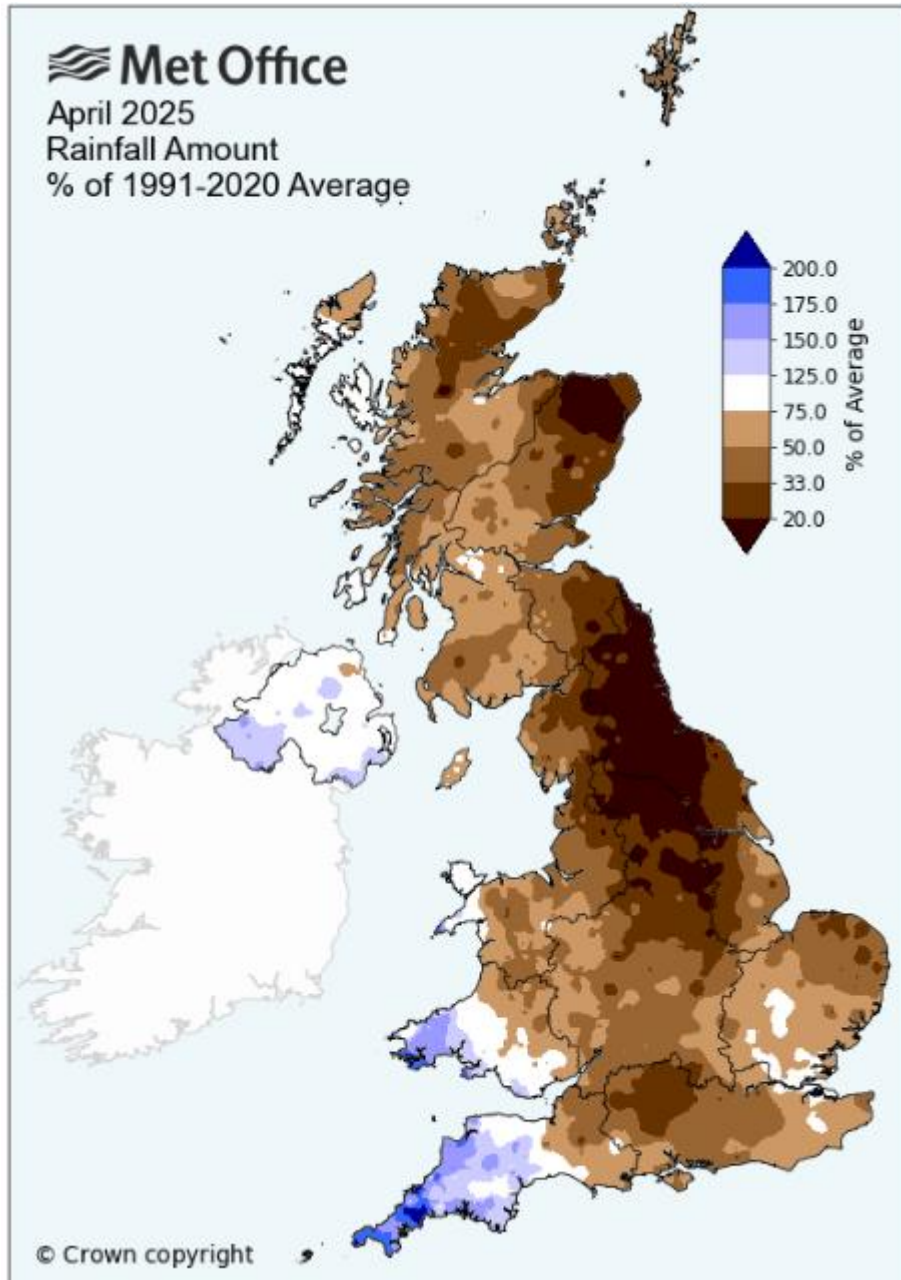 Met Office
April 2025
Rainfall Amount
% of 1991-2020 Average
200.0
175.0
150.0
125.0
75.0
50.0
33.0
20.0
% of Average
© Crown copyright